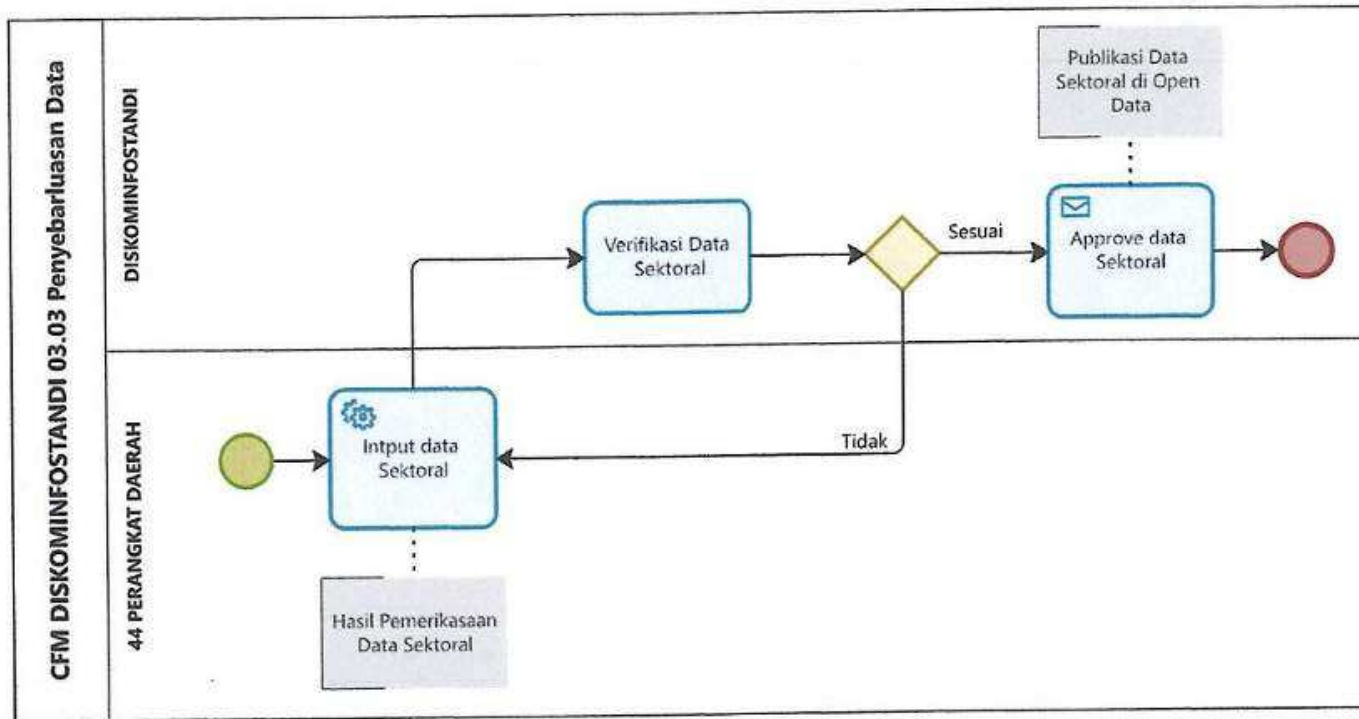 CFM DISKOMINFOSTANDI 03.03 Penyebarluasan Data
DISKOMINFOSTANDI
Publikasi Data
Sektoral di Open
Data
Verifikasi Data
Sektoral
Sesuai
Approve data
Sektoral
44 PERANGKAT DAERAH
Intput data
Sektoral
Tidak
Hasil Pemerikasaan
Data Sektoral